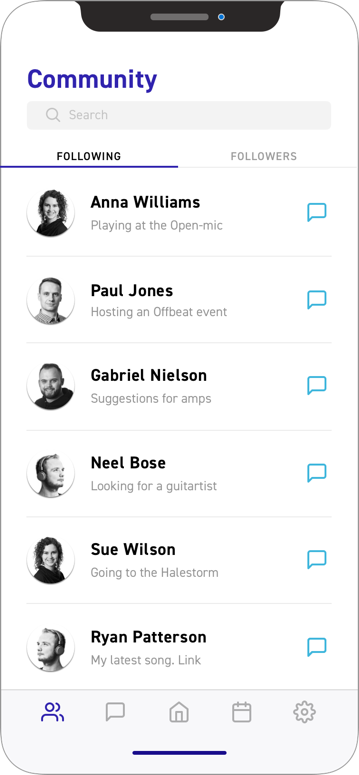 Community
Search
FOLLOWING FOLLOWERS
Anna Williams
Playing at the Open-mic
Paul Jones
Hosting an Offbeat event
Gabriel Nielson
Suggestions for amps
Neel Bose
Looking for a guitartist
Sue Wilson
Going to the Halestorm
Ryan Patterson
My latest song. Link